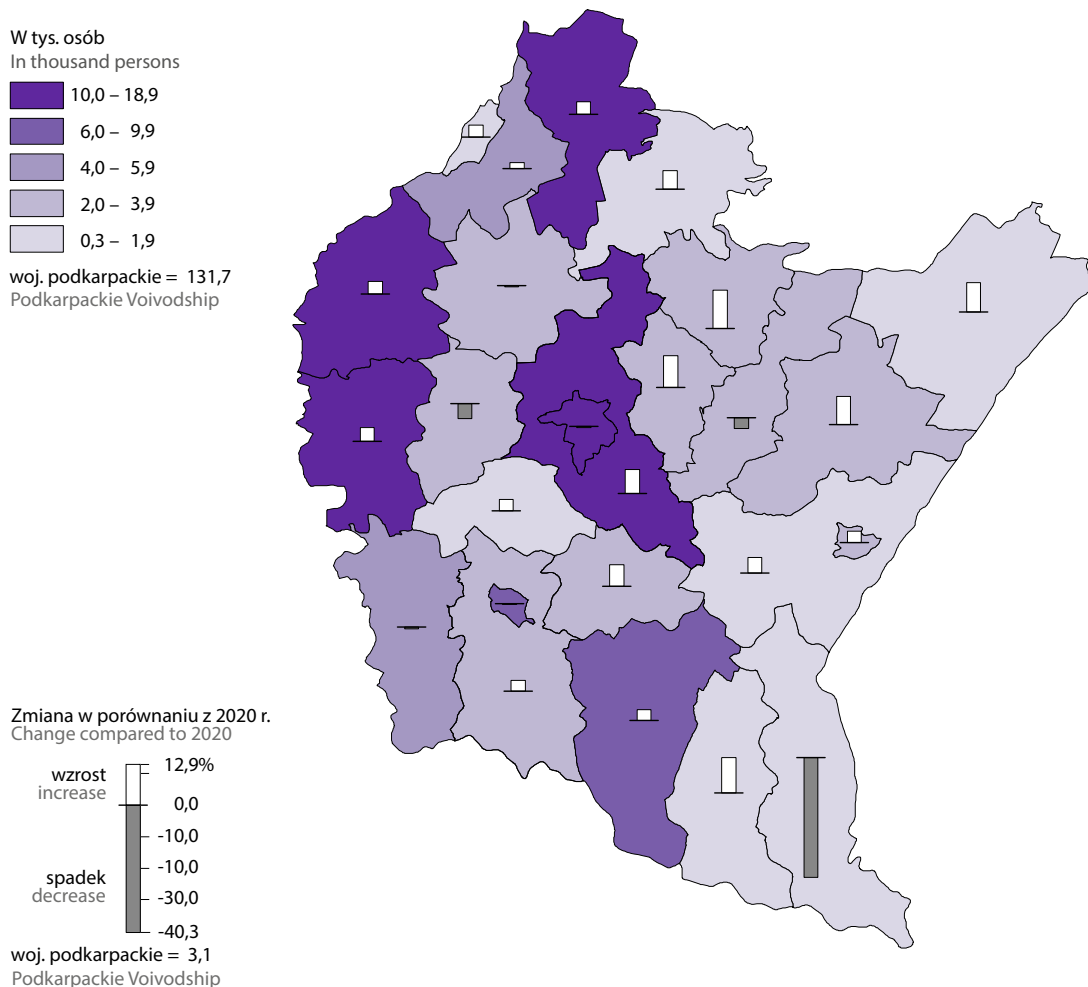 W tys. osób
In thousand persons
10,0 – 18,9
6,0 – 9,9
4,0 – 5,9
2,0 – 3,9
0,3 – 1,9
woj. podkarpackie = 131,7
Podkarpackie Voivodship
Zmiana w porównaniu z 2020 r.
Change compared to 2020
12,9%
wzrost
increase
0,0
-10,0
-20,0
spadek
decrease
-30,0
-40,3
woj. podkarpackie = 3,1
Podkarpackie Voivodship